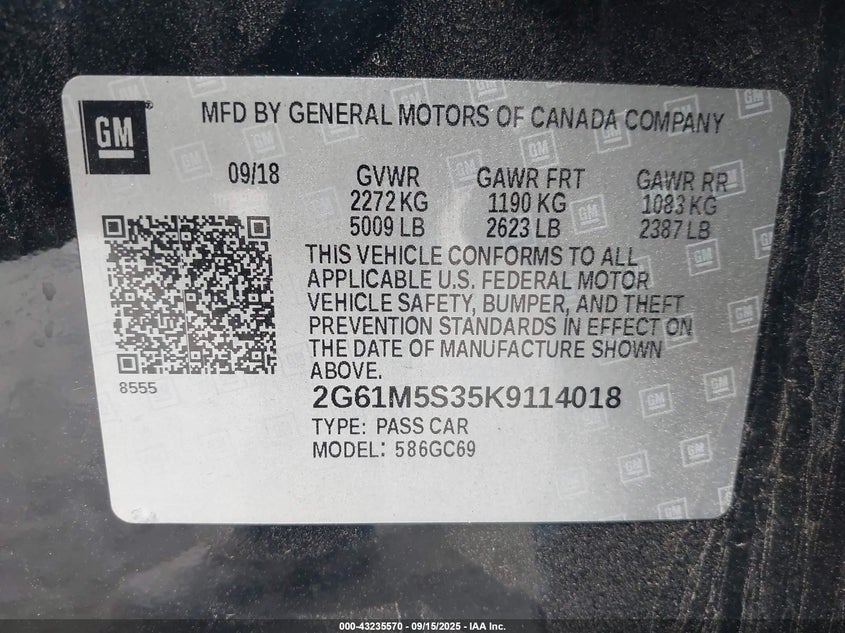 GM
MFD BY GENERAL MOTORS OF CANADA COMPANY
09/18 GVWR GAWR FRT GAWR RR
2272 KG 1190 KG 1083 KG
5009 LB 2623 LB 2387 LB
THIS VEHICLE CONFORMS TO ALL
APPLICABLE U.S. FEDERAL MOTOR
VEHICLE SAFETY, BUMPER, AND THEFT
PREVENTION STANDARDS IN EFFECT ON
THE DATE OF MANUFACTURE SHOWN
ABOVE.
8555
2G61M5S35K9114018
TYPE: PASS CAR
MODEL: 586GC69
000-43235570 - 09/15/2025 - IAA Inc.